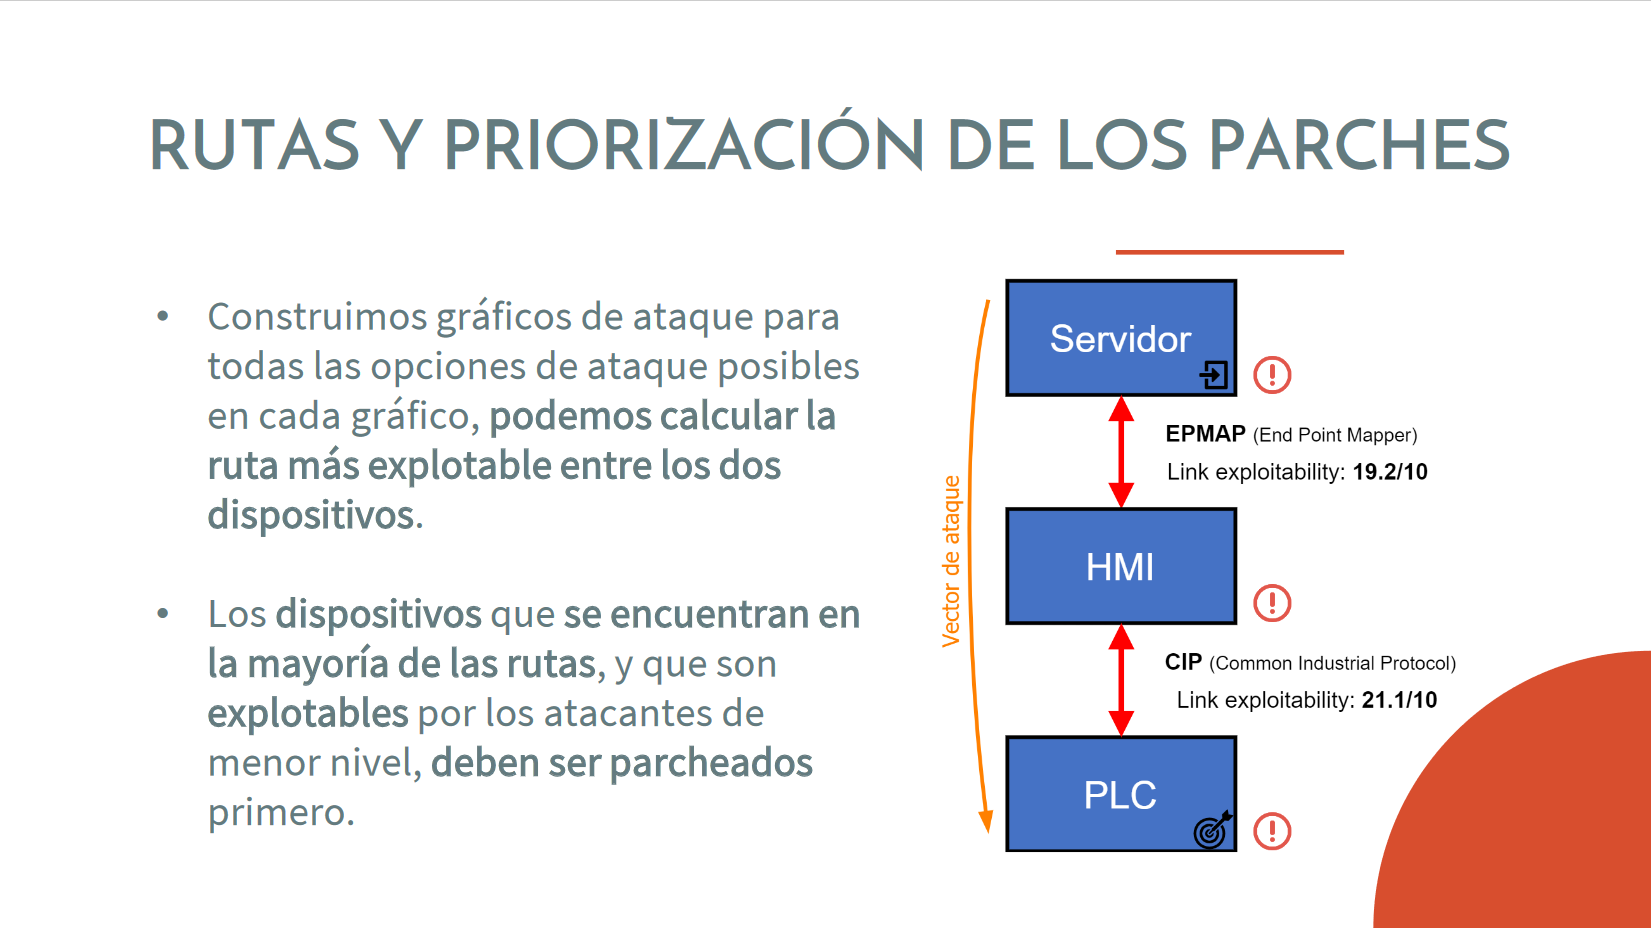 RUTAS Y PRIORIZACIÓN DE LOS PARCHES
• Construimos gráficos de ataque para
todas las opciones de ataque posibles
en cada gráfico, podemos calcular la
ruta más explotable entre los dos
dispositivos.
• Los dispositivos que se encuentran en
la mayoría de las rutas, y que son
explotables por los atacantes de
menor nivel, deben ser parcheados
primero.
Vector de ataque
Servidor
EPMAP (End Point Mapper)
Link exploitability: 19.2/10
HMI
CIP (Common Industrial Protocol)
Link exploitability: 21.1/10
PLC